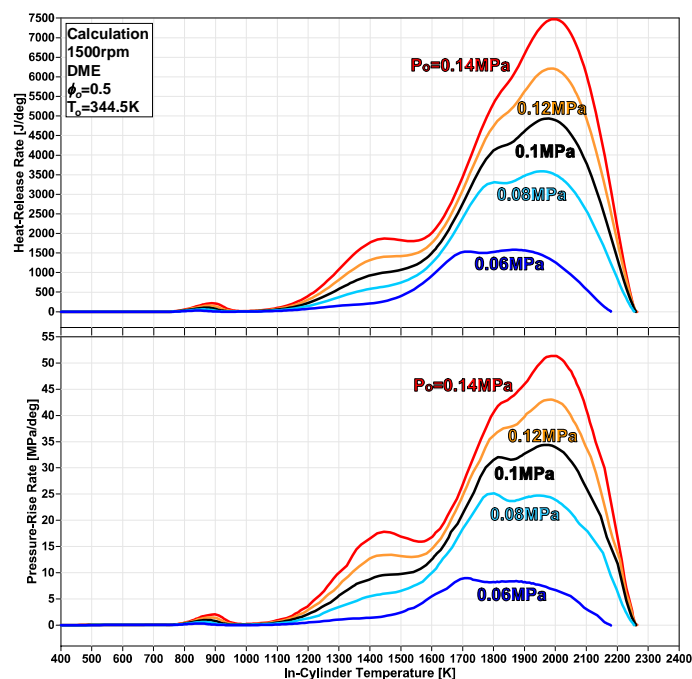 Calculation
1500rpm
DME
ϕₒ=0.5
Tₒ=344.5K
Heat-Release Rate [J/deg]
7500
7000
6500
6000
5500
5000
4500
4000
3500
3000
2500
2000
1500
1000
500
0
Pₒ=0.14MPa
0.12MPa
0.1MPa
0.08MPa
0.06MPa
Pressure-Rise Rate [MPa/deg]
55
50
45
40
35
30
25
20
15
10
5
0
Pₒ=0.14MPa
0.12MPa
0.1MPa
0.08MPa
0.06MPa
400 500 600 700 800 900 1000 1100 1200 1300 1400 1500 1600 1700 1800 1900 2000 2100 2200 2300 2400
In-Cylinder Temperature [K]